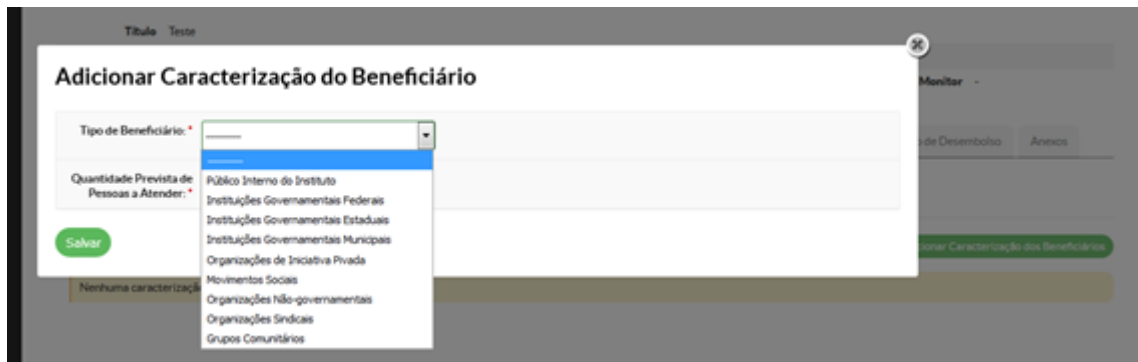 Título Teste
Adicionar Caracterização do Beneficiário
Monitor -
Tipo de Beneficiário: * ---------
de Desembolso Anexos
---------
Quantidade Prevista de
Pessoas a Atender: *
Público Interno do Instituto
Instituições Governamentais Federais
Instituições Governamentais Estaduais
Instituições Governamentais Municipais
Organizações de Iniciativa Pivada
Movimentos Sociais
Organizações Não-governamentais
Organizações Sindicais
Grupos Comunitários
Salvar
cionar Caracterização dos Beneficiários
Nenhuma caracterizaçã